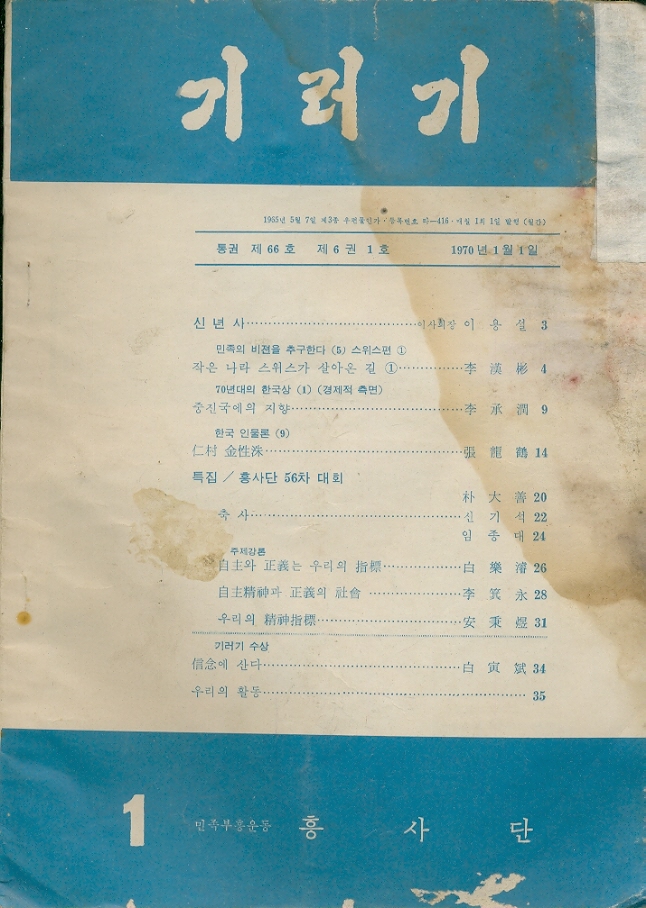 기러기
1965년 5월 7일 제3종 우편물인가·등록번호 라—416·매월 1회 1일 발행 (월간)
통권 제66호 제6권 1호 1970년 1월 1일
신년사……………………이사회장 이용설 3
민족의 비젼을 추구한다 (5) 스위스편 ①
작은 나라 스위스가 살아온 길 ①…………李漢彬 4
70년대의 한국상 (1) (경제적 측면)
중진국에의 지향……………………李承潤 9
한국 인물론 (9)
仁村 金性洙……………………張龍鶴 14
특집 / 흥사단 56차 대회
朴大善 20
축사……………………신기석 22
임종대 24
주제강론
自主와 正義는 우리의 指標…………白樂濬 26
自主精神과 正義의 社會…………李箕永 28
우리의 精神指標……………………安秉煜 31
기러기 수상
信念에 산다……………………白寅斌 34
우리의 활동……………………35
1 민족부흥운동 흥사단